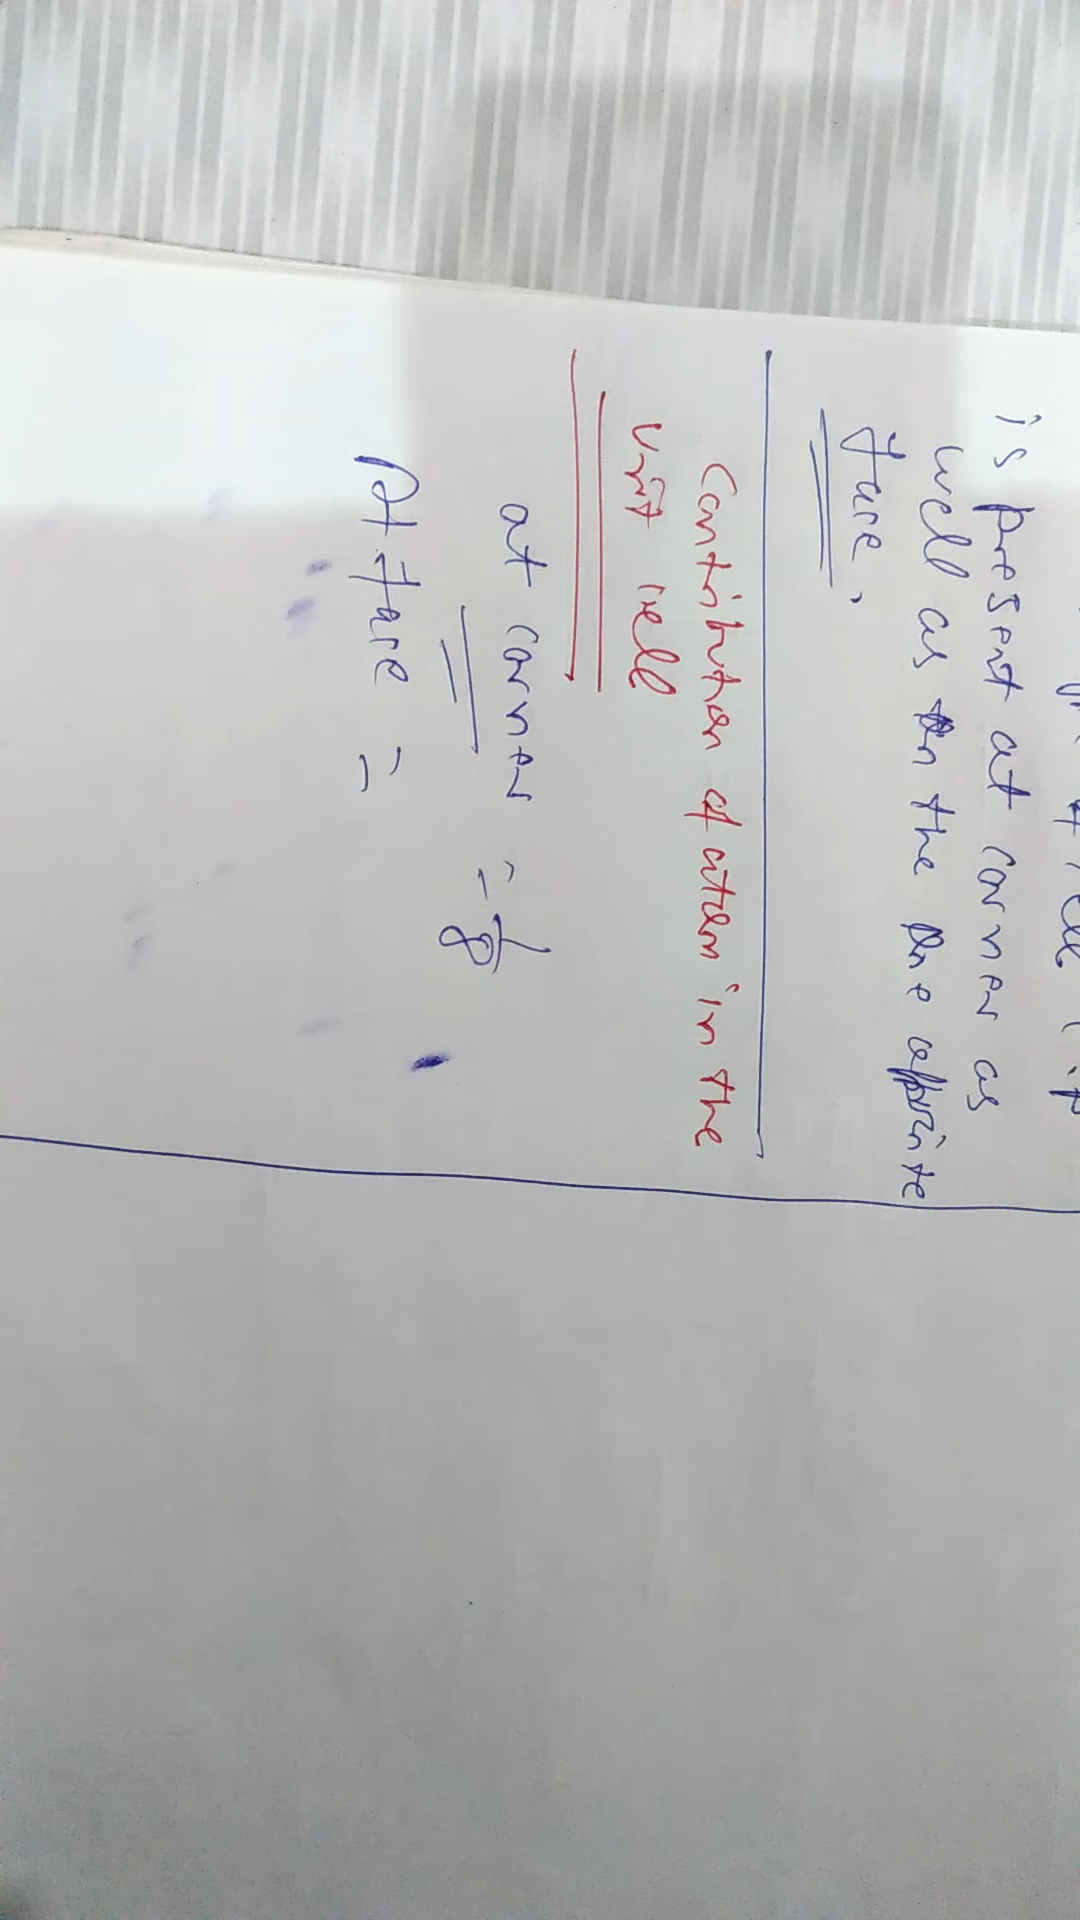 is present at corner as
well as on the one opposite
face.
Contribution of atom in the
unit cell
at corner = 1/8
At face =